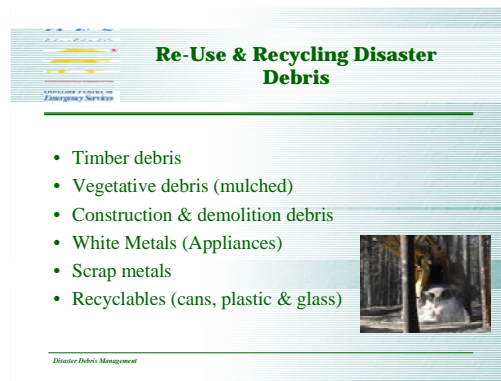 Re-Use & Recycling Disaster
Debris
Emergency Services
• Timber debris
• Vegetative debris (mulched)
• Construction & demolition debris
• White Metals (Appliances)
• Scrap metals
• Recyclables (cans, plastic & glass)
Disaster Debris Management